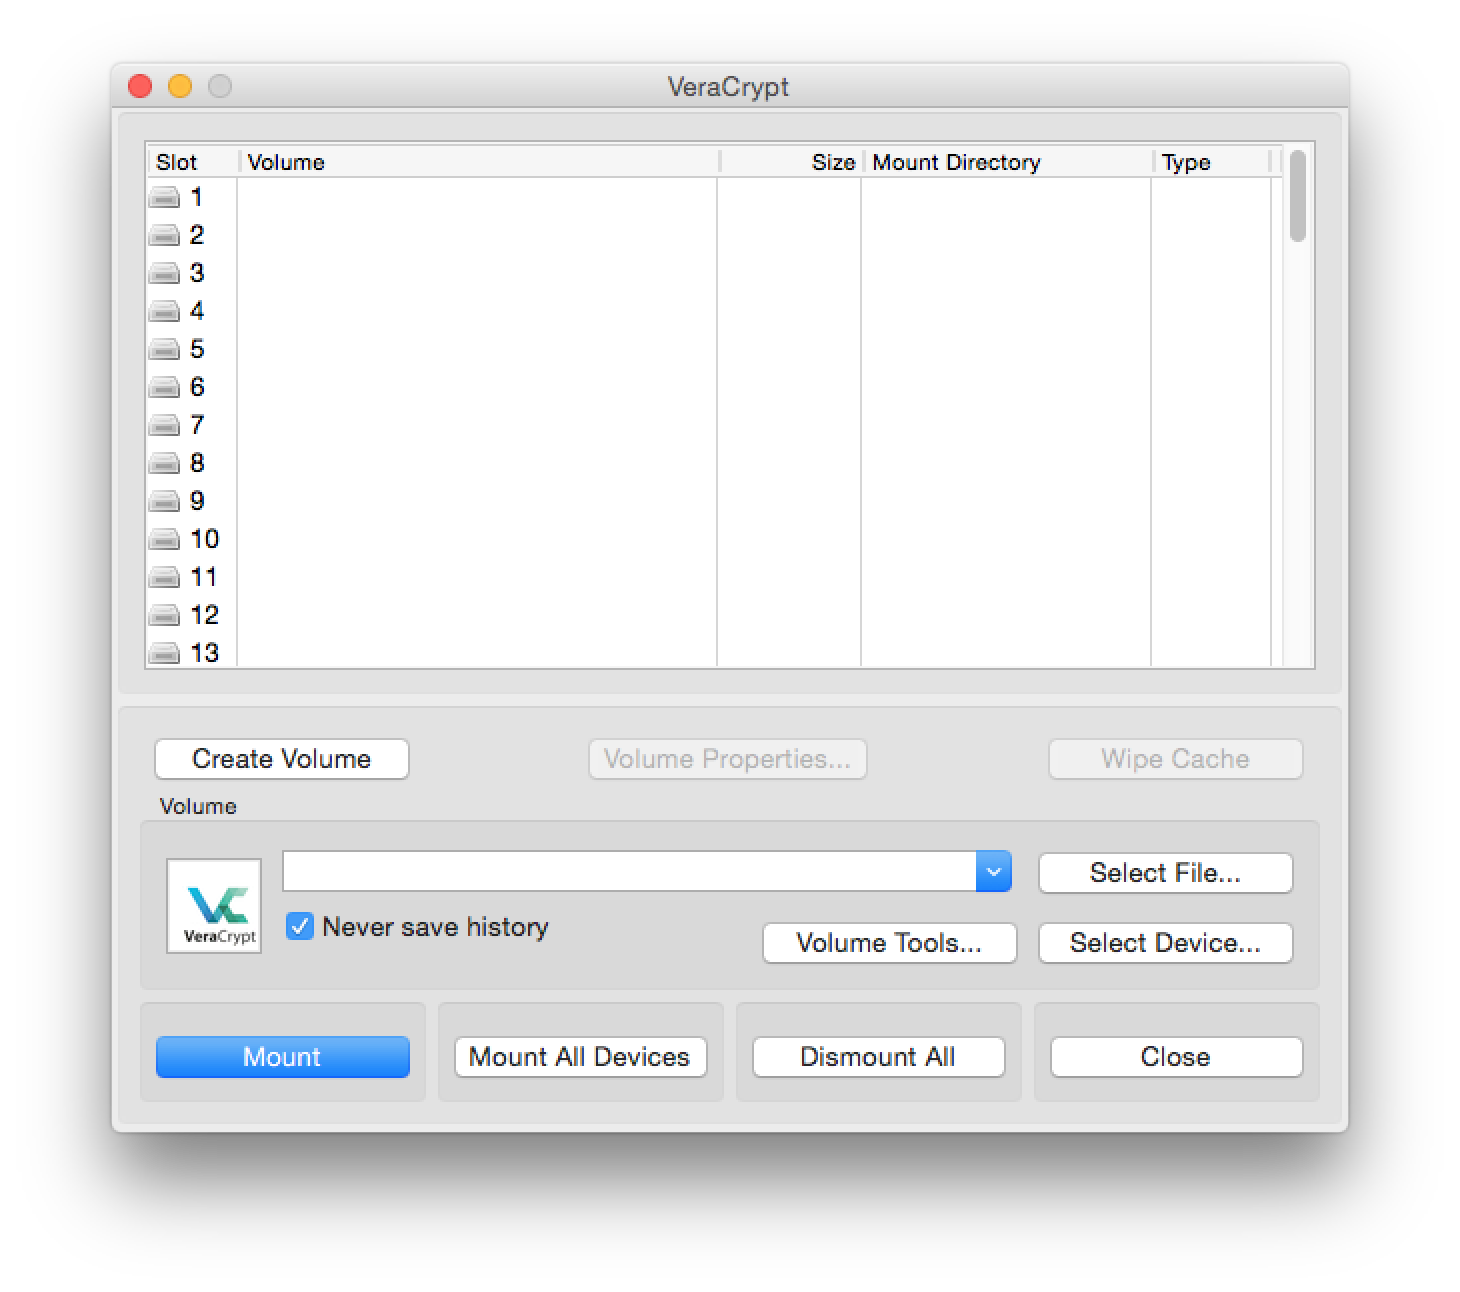 VeraCrypt
Slot Volume Size Mount Directory Type
1
2
3
4
5
6
7
8
9
10
11
12
13
Create Volume Volume Properties... Wipe Cache
Volume
Select File...
VeraCrypt
Never save history
Volume Tools... Select Device...
Mount Mount All Devices Dismount All Close